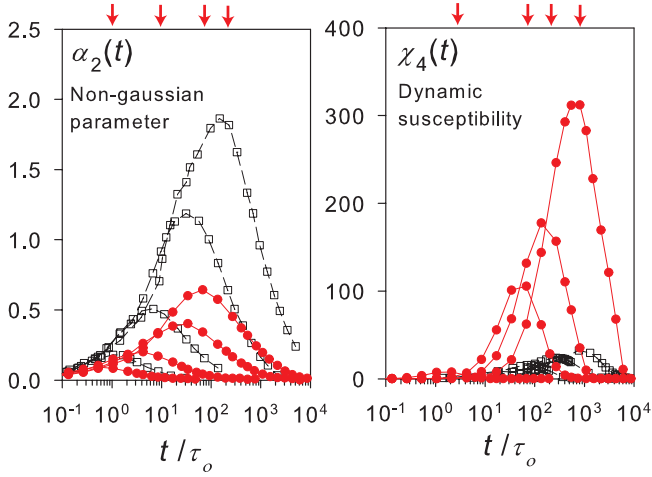 α₂(t)
Non-gaussian
parameter
2.5
2.0
1.5
1.0
0.5
0.0
10⁻¹ 10⁰ 10¹ 10² 10³ 10⁴
t/τₒ
χ₄(t)
Dynamic
susceptibility
400
300
200
100
0
10⁻¹ 10⁰ 10¹ 10² 10³ 10⁴
t/τₒ